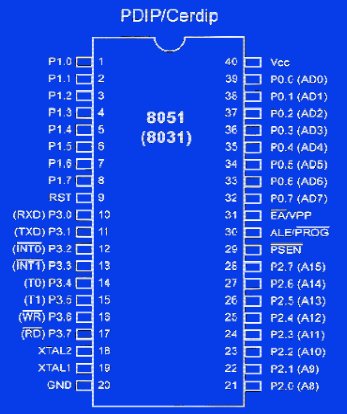 PDIP/Cerdip
8051
(8031)
P1.0 1
P1.1 2
P1.2 3
P1.3 4
P1.4 5
P1.5 6
P1.6 7
P1.7 8
RST 9
(RXD) P3.0 10
(TXD) P3.1 11
(INT0) P3.2 12
(INT1) P3.3 13
(T0) P3.4 14
(T1) P3.5 15
(WR) P3.6 16
(RD) P3.7 17
XTAL2 18
XTAL1 19
GND 20
40 Vcc
39 P0.0 (AD0)
38 P0.1 (AD1)
37 P0.2 (AD2)
36 P0.3 (AD3)
35 P0.4 (AD4)
34 P0.5 (AD5)
33 P0.6 (AD6)
32 P0.7 (AD7)
31 EA/VPP
30 ALE/PROG
29 PSEN
28 P2.7 (A15)
27 P2.6 (A14)
26 P2.5 (A13)
25 P2.4 (A12)
24 P2.3 (A11)
23 P2.2 (A10)
22 P2.1 (A9)
21 P2.0 (A8)